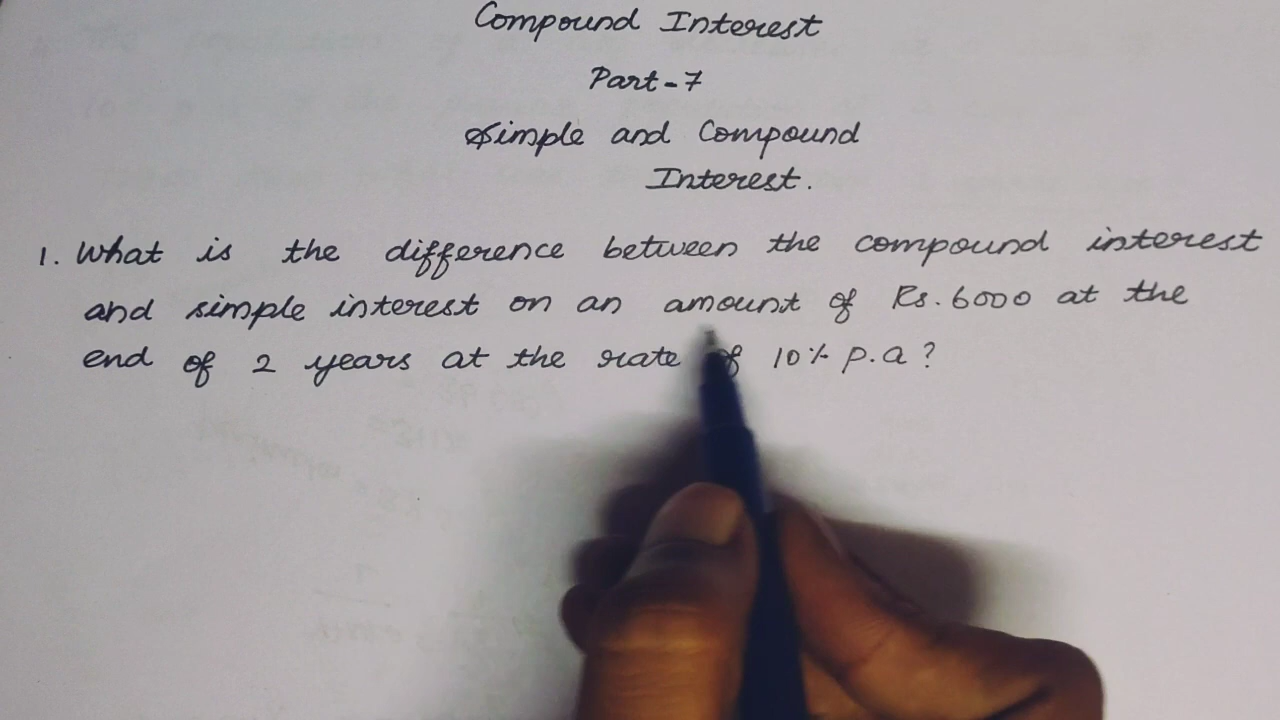 Compound Interest
Part-7
Simple and Compound
Interest.
1. What is the difference between the compound interest
and simple interest on an amount of Rs. 6000 at the
end of 2 years at the rate of 10% p.a?